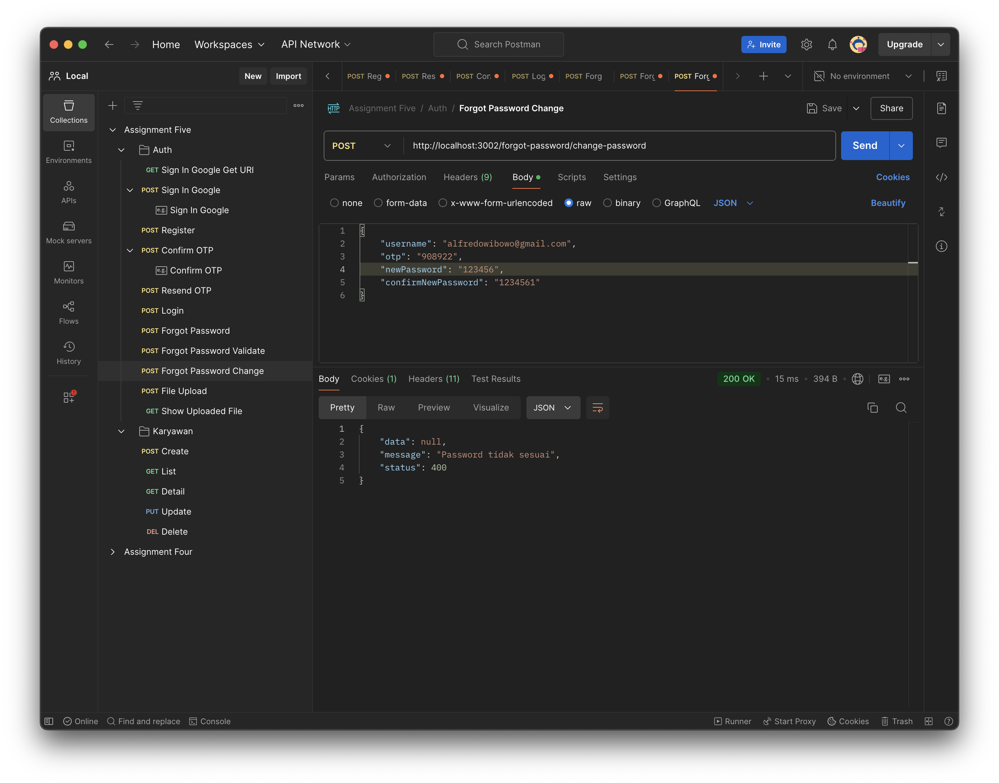 Home Workspaces API Network Search Postman Invite Upgrade
Local New Import POST Reg POST Res POST Con POST Log POST Forg POST Forg POST Forg No environment
Collections
Environments
APIs
Mock servers
Monitors
Flows
History
Assignment Five
Auth
GET Sign In Google Get URI
POST Sign In Google
e.g. Sign In Google
POST Register
POST Confirm OTP
e.g. Confirm OTP
POST Resend OTP
POST Login
POST Forgot Password
POST Forgot Password Validate
POST Forgot Password Change
POST File Upload
GET Show Uploaded File
Karyawan
POST Create
GET List
GET Detail
PUT Update
DEL Delete
Assignment Four
HTTP Assignment Five / Auth / Forgot Password Change Save Share
POST http://localhost:3002/forgot-password/change-password Send
Params Authorization Headers (9) Body Scripts Settings Cookies
none form-data x-www-form-urlencoded raw binary GraphQL JSON Beautify
1 {
2 "username": "alfredowibowo@gmail.com",
3 "otp": "908922",
4 "newPassword": "123456",
5 "confirmNewPassword": "1234561"
6 }
Body Cookies (1) Headers (11) Test Results 200 OK 15 ms 394 B e.g.
Pretty Raw Preview Visualize JSON
1 {
2 "data": null,
3 "message": "Password tidak sesuai",
4 "status": 400
5 }
Online Find and replace Console Runner Start Proxy Cookies Trash